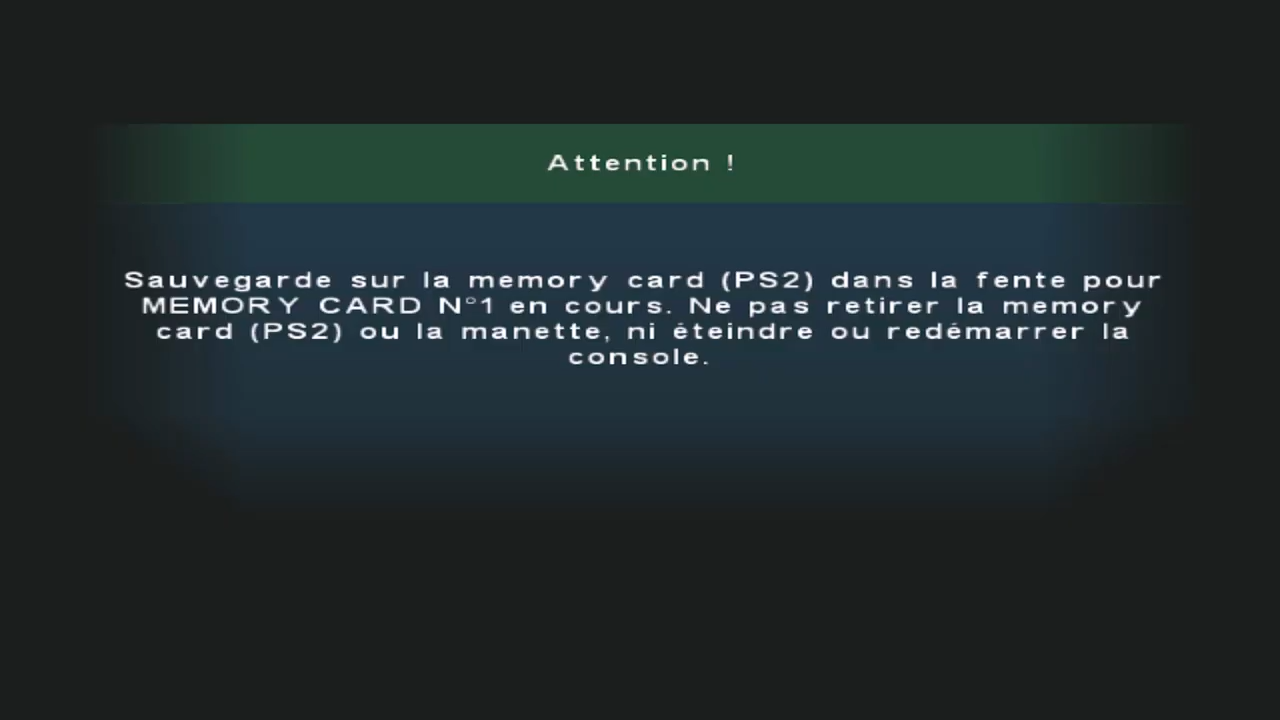 Attention !
Sauvegarde sur la memory card (PS2) dans la fente pour
MEMORY CARD N°1 en cours. Ne pas retirer la memory
card (PS2) ou la manette, ni éteindre ou redémarrer la
console.